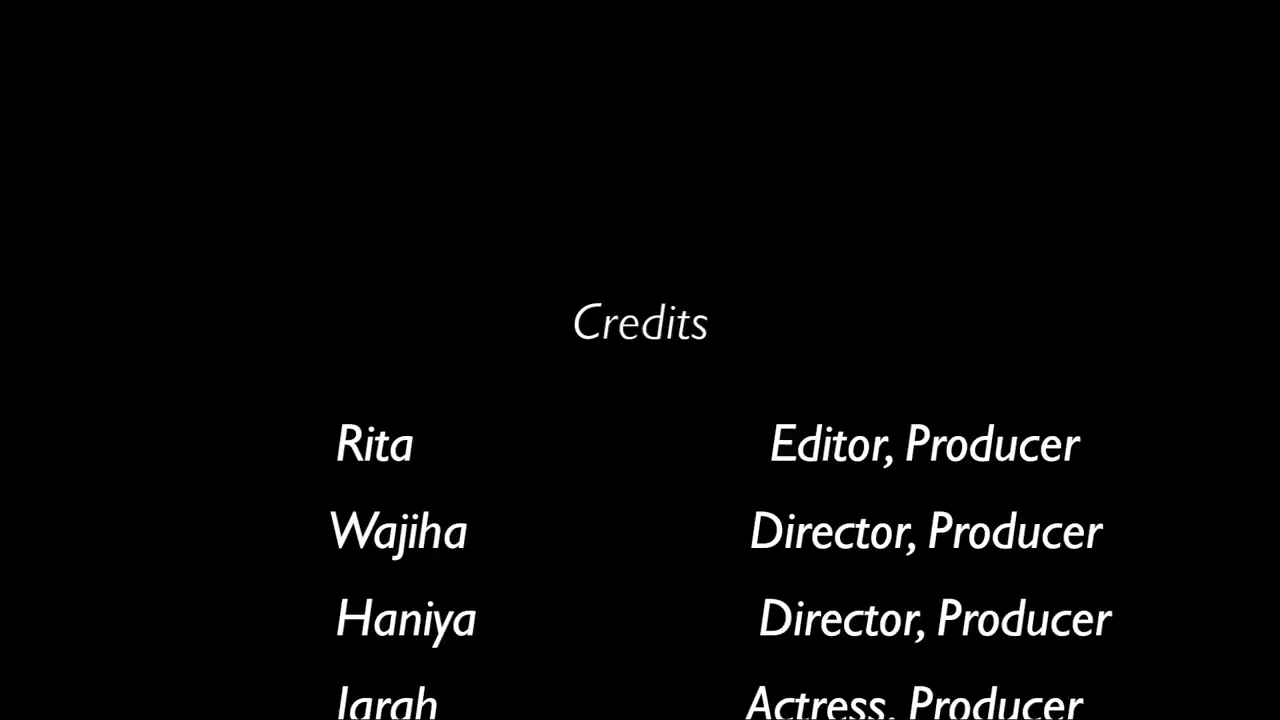 Credits
Rita Editor, Producer
Wajiha Director, Producer
Haniya Director, Producer
Actress, Producer